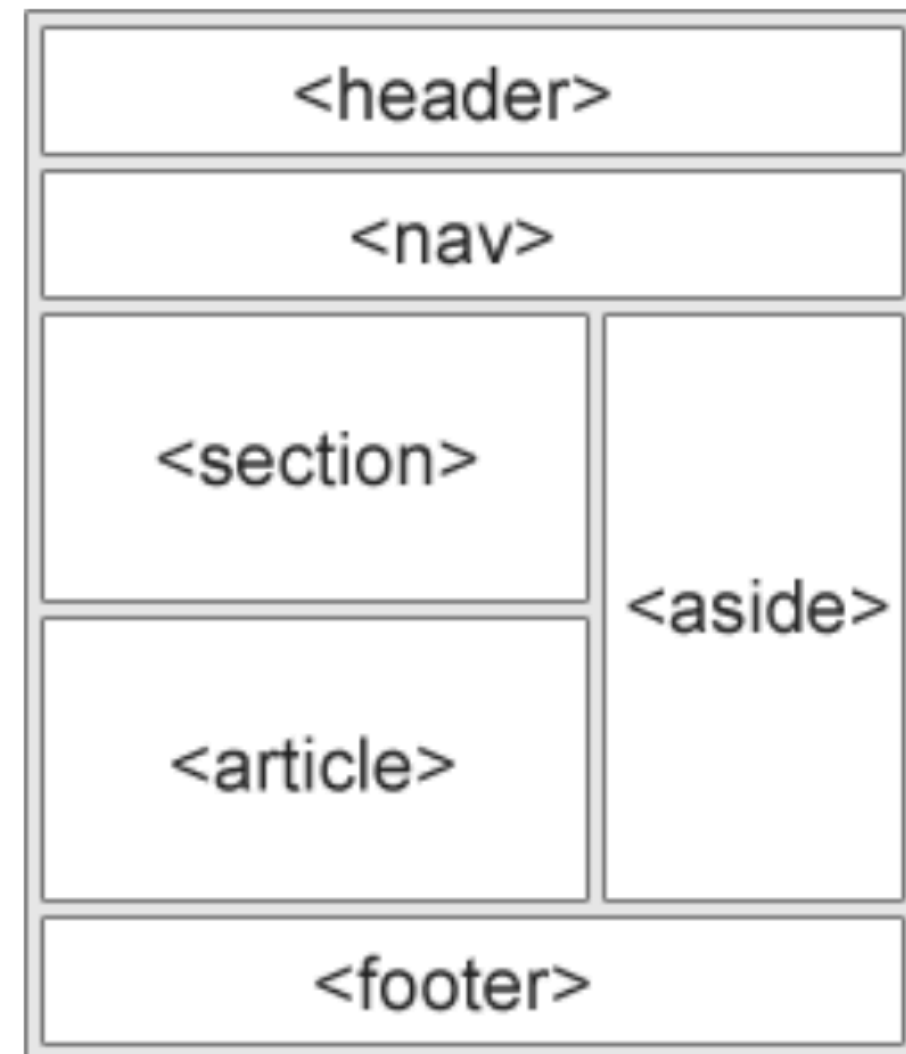 <header>
<nav>
<section>
<aside>
<article>
<footer>